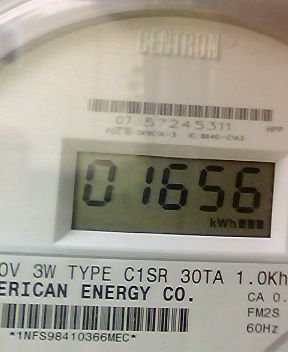 CENTRON
07 57245311 HPP
01656
kWh
0V 3W TYPE C1SR 30TA 1.0Kh
ERICAN ENERGY CO. CA 0.
FM2S
60Hz
*1NFS98410366MEC*